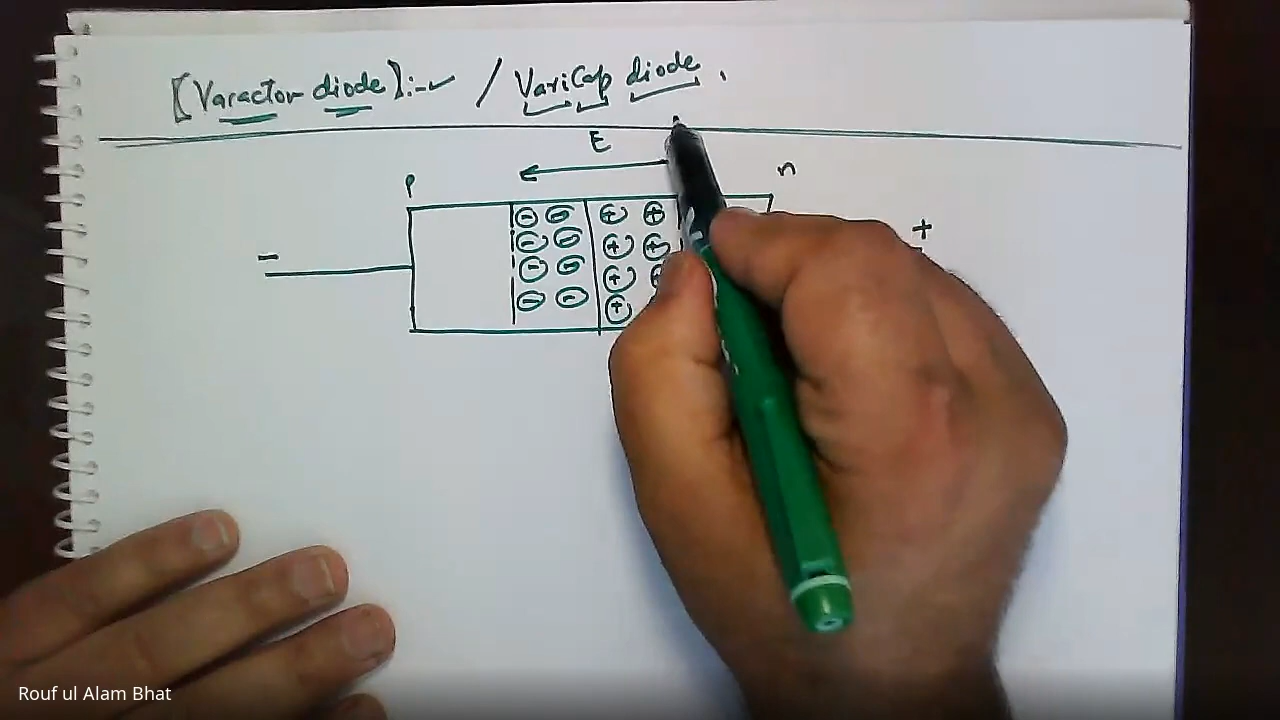 [Varactor diode]:- / VariCap diode.
E
P n
- +
- - + +
- - + +
- - + +
- - +
Rouf ul Alam Bhat